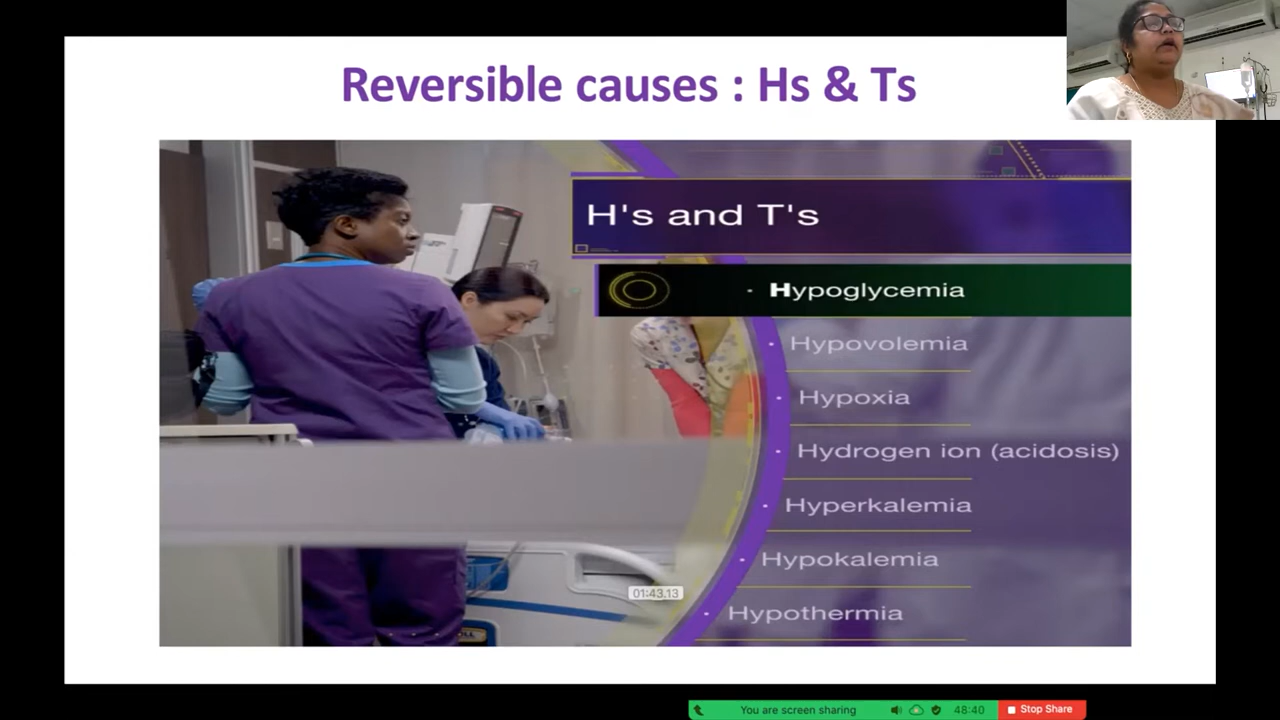 Reversible causes : Hs & Ts
H's and T's
· Hypoglycemia
· Hypovolemia
· Hypoxia
· Hydrogen ion (acidosis)
· Hyperkalemia
· Hypokalemia
· Hypothermia
01:43.13
You are screen sharing
48:40
Stop Share